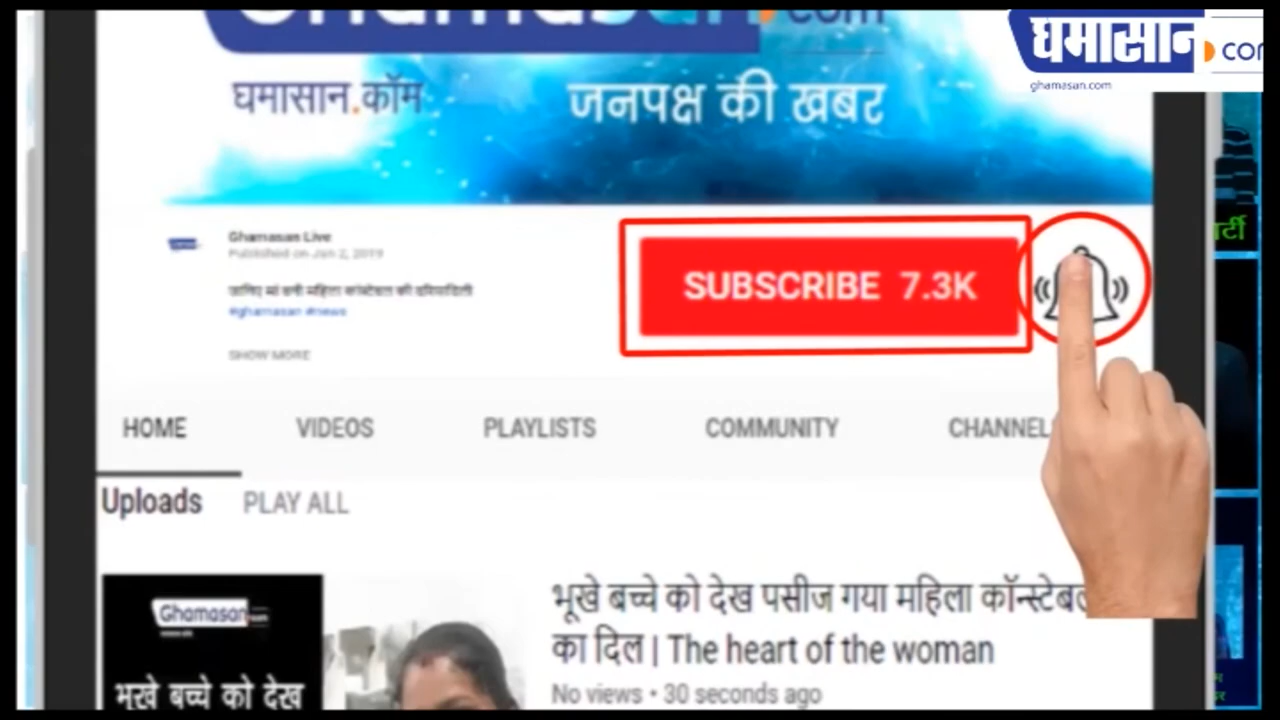 घमासान
com
ghamasan.com
घमासान.कॉम
जनपक्ष की खबर
Ghamasan Live
Published on Jan 2, 2019
#ghamasan #news
SHOW MORE
SUBSCRIBE 7.3K
HOME VIDEOS PLAYLISTS COMMUNITY CHANNEL
Uploads PLAY ALL
Ghamasan
भूखे बच्चे को देख
भूखे बच्चे को देख पसीज गया महिला कॉन्स्टेबल
का दिल | The heart of the woman
No views • 30 seconds ago